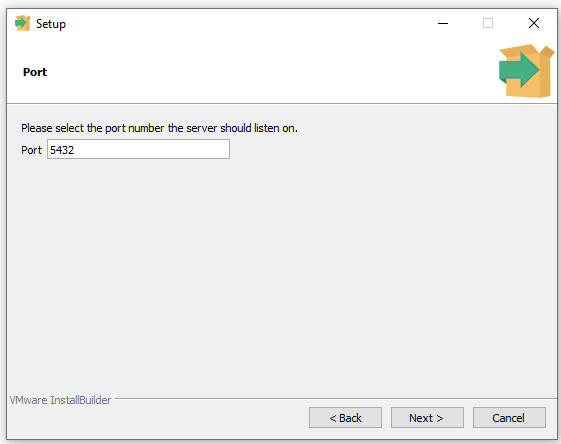 Setup
Port
Please select the port number the server should listen on.
Port 5432
VMware InstallBuilder
< Back Next > Cancel